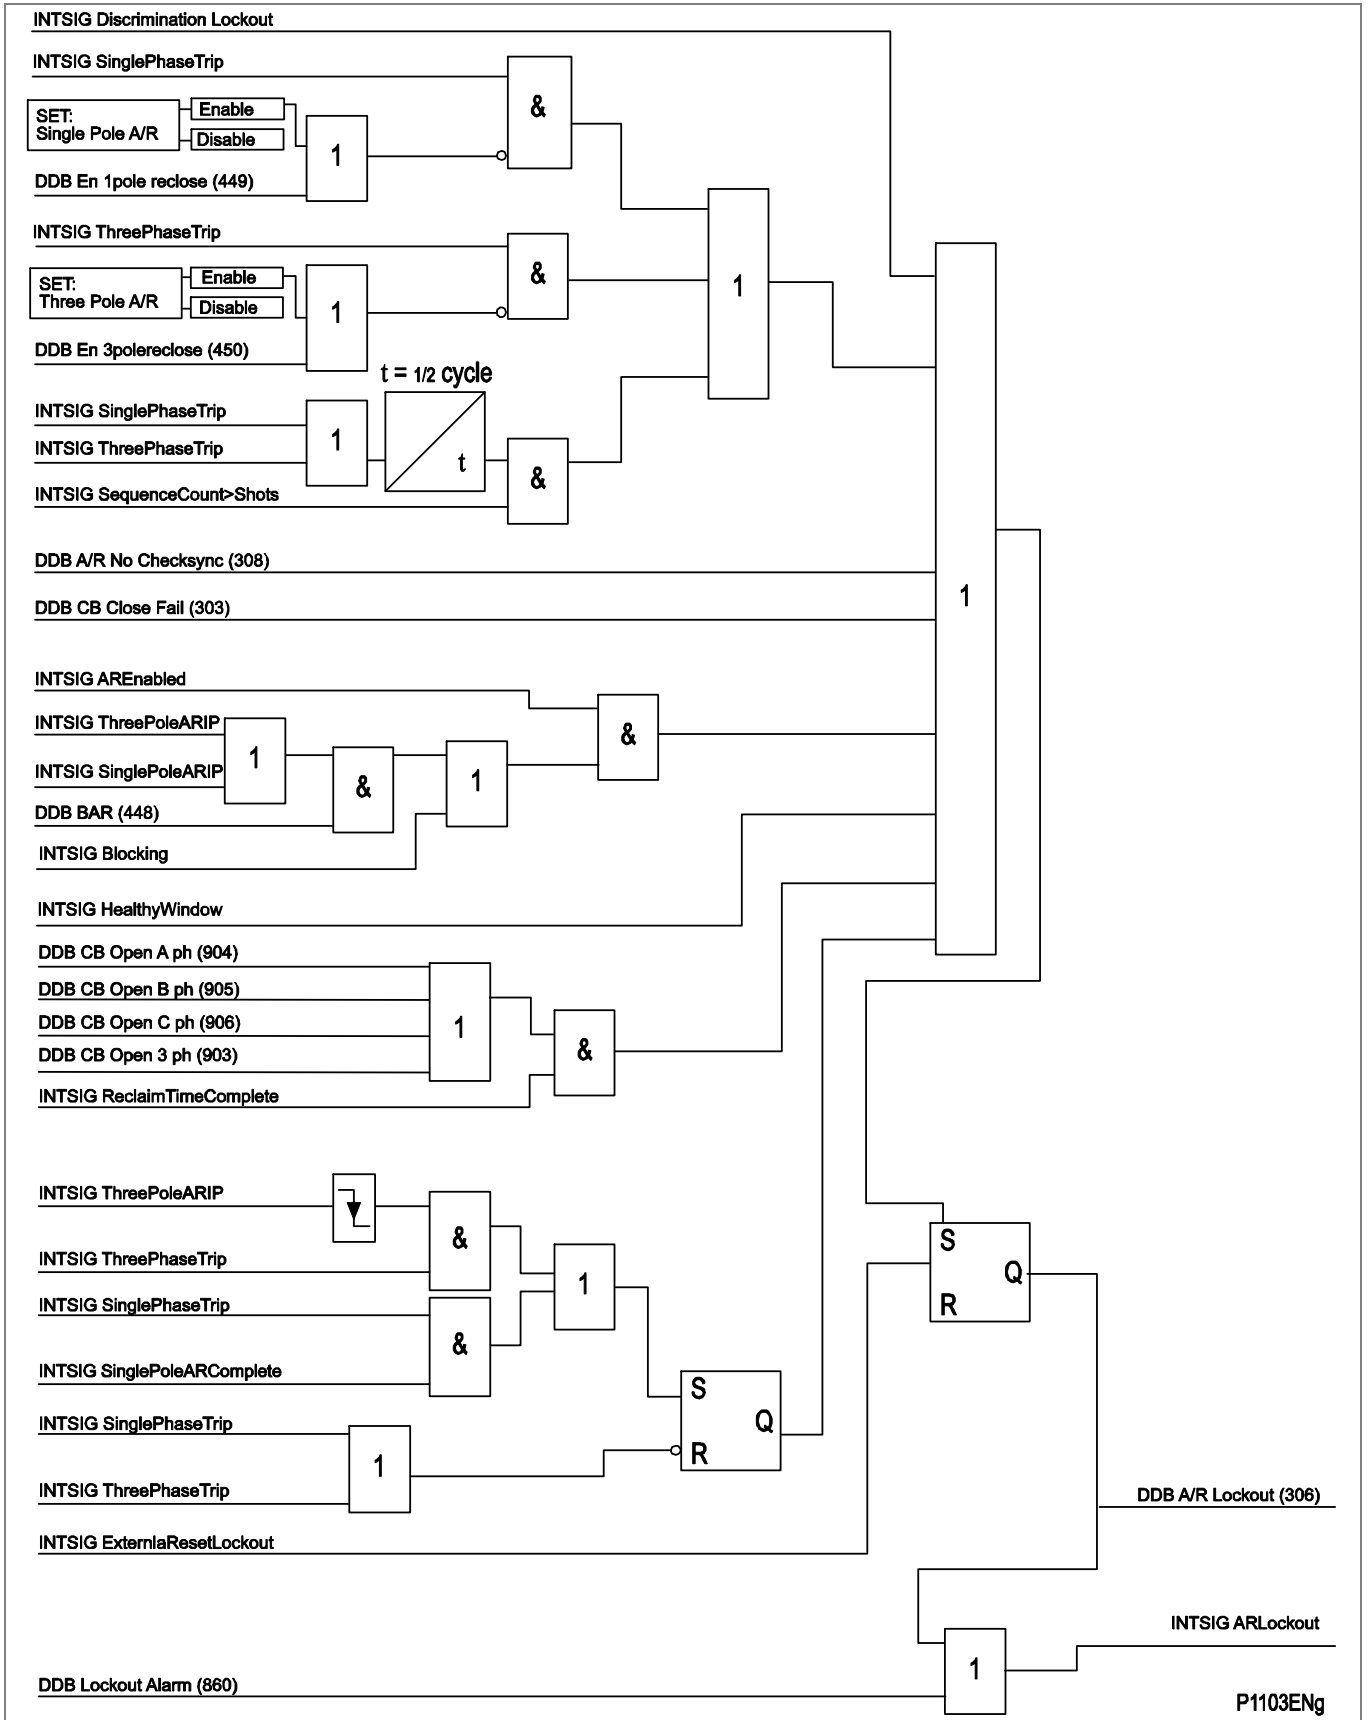 INTSIG Discrimination Lockout
INTSIG SinglePhaseTrip
&
SET:
Single Pole A/R
Enable
Disable
1
DDB En 1pole reclose (449)
INTSIG ThreePhaseTrip
&
SET:
Three Pole A/R
Enable
Disable
1
1
DDB En 3polereclose (450)
t = 1/2 cycle
INTSIG SinglePhaseTrip
INTSIG ThreePhaseTrip
1
t
&
INTSIG SequenceCount>Shots
DDB A/R No Checksync (308)
1
DDB CB Close Fail (303)
INTSIG AREnabled
INTSIG ThreePoleARIP
&
1
INTSIG SinglePoleARIP
&
1
DDB BAR (448)
INTSIG Blocking
INTSIG HealthyWindow
DDB CB Open A ph (904)
DDB CB Open B ph (905)
DDB CB Open C ph (906)
1
DDB CB Open 3 ph (903)
&
INTSIG ReclaimTimeComplete
INTSIG ThreePoleARIP
&
INTSIG ThreePhaseTrip
S
Q
R
1
INTSIG SinglePhaseTrip
&
INTSIG SinglePoleARComplete
S
Q
R
INTSIG SinglePhaseTrip
1
INTSIG ThreePhaseTrip
DDB A/R Lockout (306)
INTSIG ExternlaResetLockout
INTSIG ARLockout
1
DDB Lockout Alarm (860)
P1103ENg